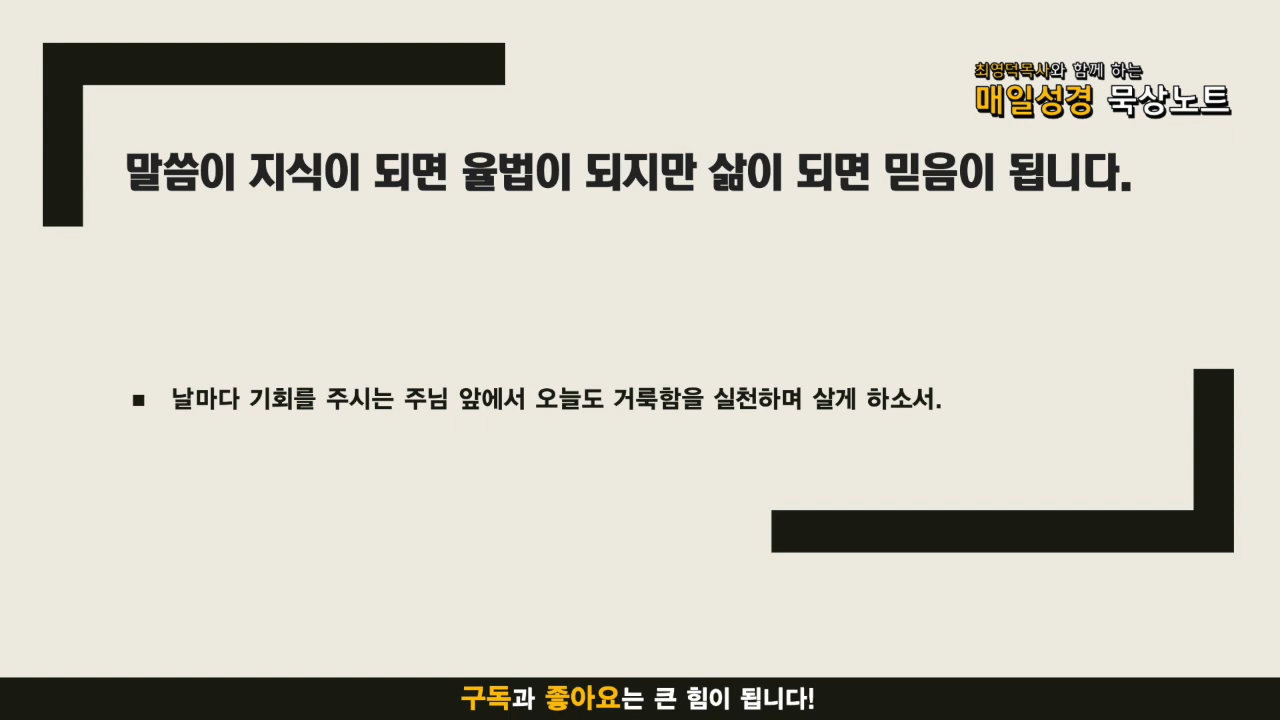 최영덕목사와 함께 하는
매일성경 묵상노트
말씀이 지식이 되면 율법이 되지만 삶이 되면 믿음이 됩니다.
■ 날마다 기회를 주시는 주님 앞에서 오늘도 거룩함을 실천하며 살게 하소서.
구독과 좋아요는 큰 힘이 됩니다!